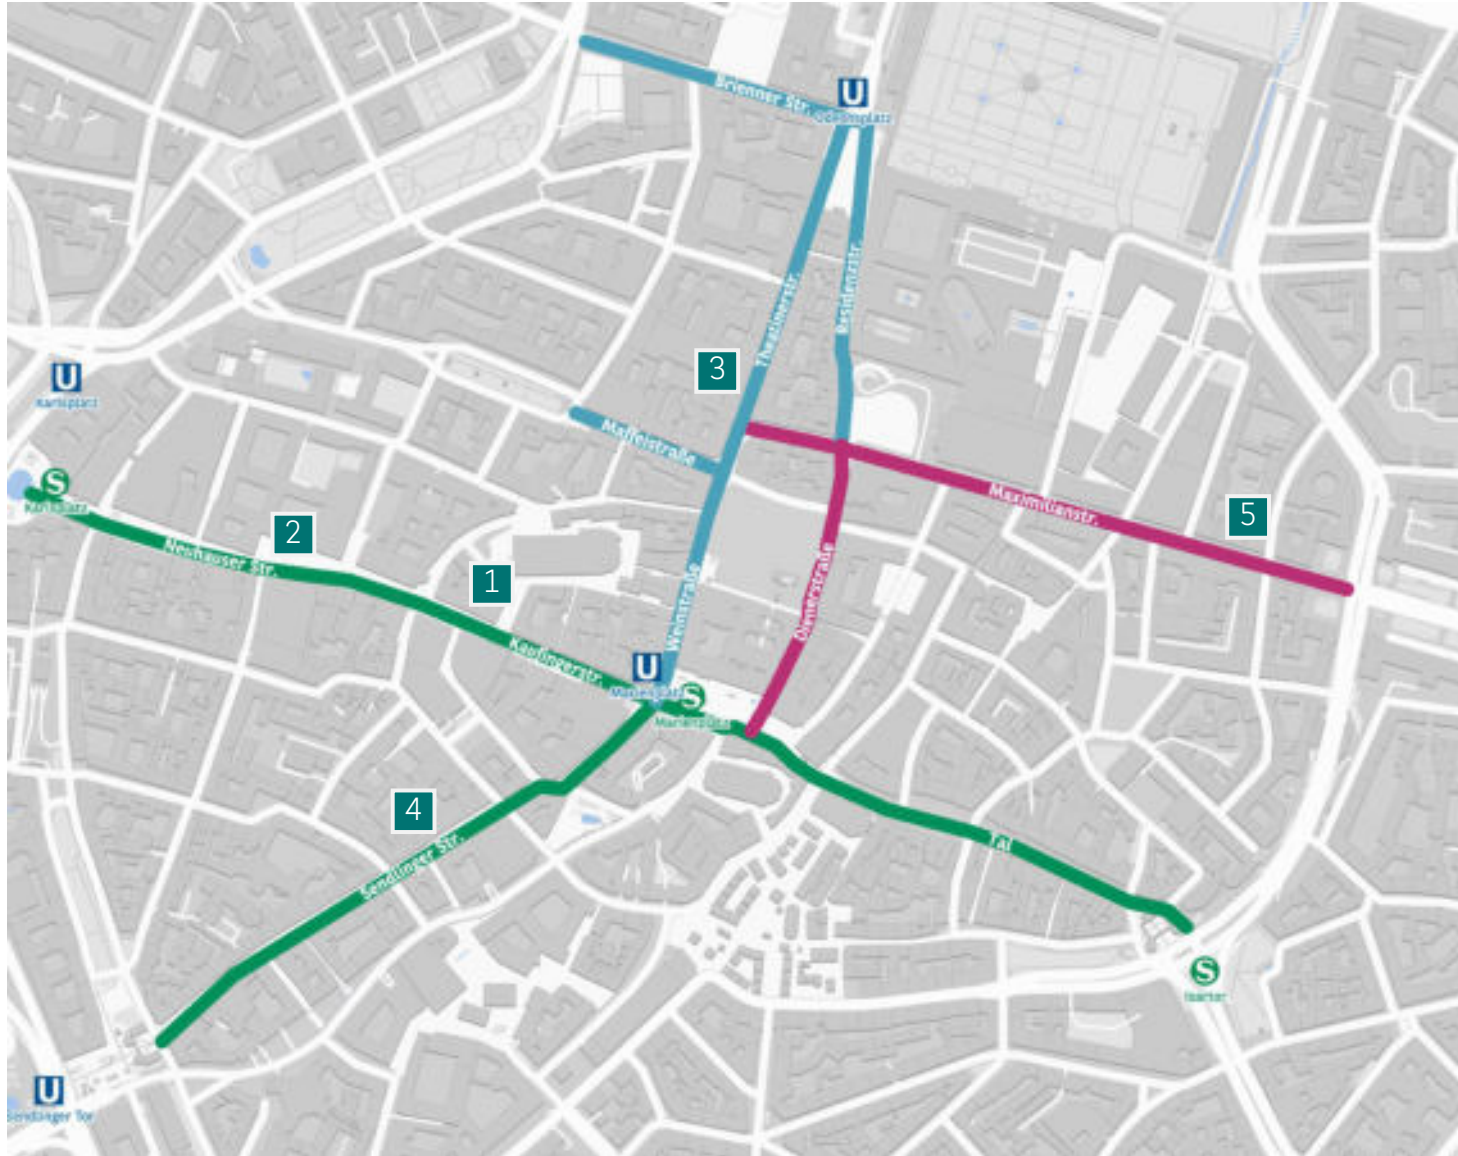 U
Brienner Str.
Odeonsplatz
Residenzstr.
Theatinerstr.
3
U
Karlsplatz
Maffeistraße
S
Karlsplatz
Maximilianstr.
5
2
Neuhauser Str.
1
Dienerstraße
Weinstraße
Kaufingerstr.
U
Marienplatz
S
Marienplatz
4
Sendlinger Str.
Tal
S
Isartor
U
Sendlinger Tor